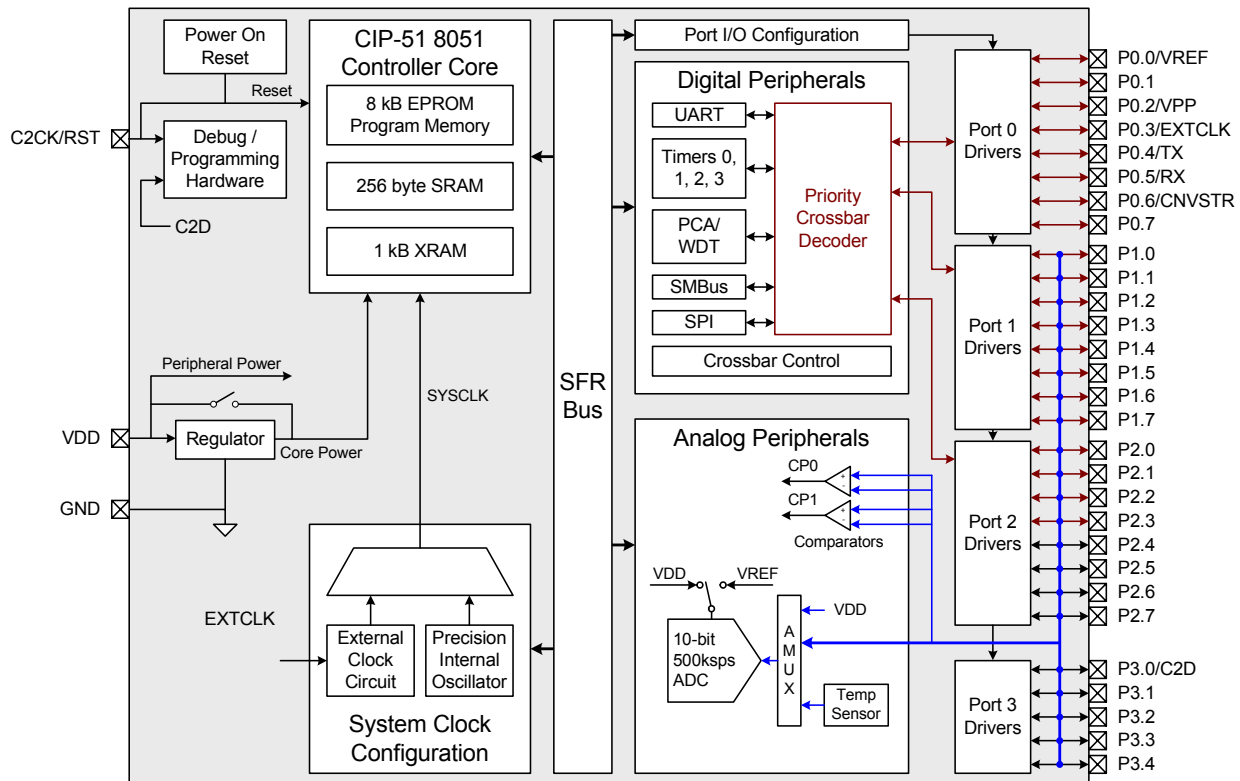 Power On
Reset
Reset
C2CK/RST
Debug /
Programming
Hardware
C2D
CIP-51 8051
Controller Core
8 kB EPROM
Program Memory
256 byte SRAM
1 kB XRAM
Peripheral Power
VDD
Regulator
Core Power
GND
SYSCLK
EXTCLK
External
Clock
Circuit
Precision
Internal
Oscillator
System Clock
Configuration
SFR
Bus
Port I/O Configuration
Digital Peripherals
UART
Timers 0,
1, 2, 3
PCA/
WDT
SMBus
SPI
Priority
Crossbar
Decoder
Crossbar Control
Analog Peripherals
CP0
+
-
CP1
+
-
Comparators
VDD
VREF
10-bit
500ksps
ADC
A
M
U
X
VDD
Temp
Sensor
Port 0
Drivers
Port 1
Drivers
Port 2
Drivers
Port 3
Drivers
P0.0/VREF
P0.1
P0.2/VPP
P0.3/EXTCLK
P0.4/TX
P0.5/RX
P0.6/CNVSTR
P0.7
P1.0
P1.1
P1.2
P1.3
P1.4
P1.5
P1.6
P1.7
P2.0
P2.1
P2.2
P2.3
P2.4
P2.5
P2.6
P2.7
P3.0/C2D
P3.1
P3.2
P3.3
P3.4